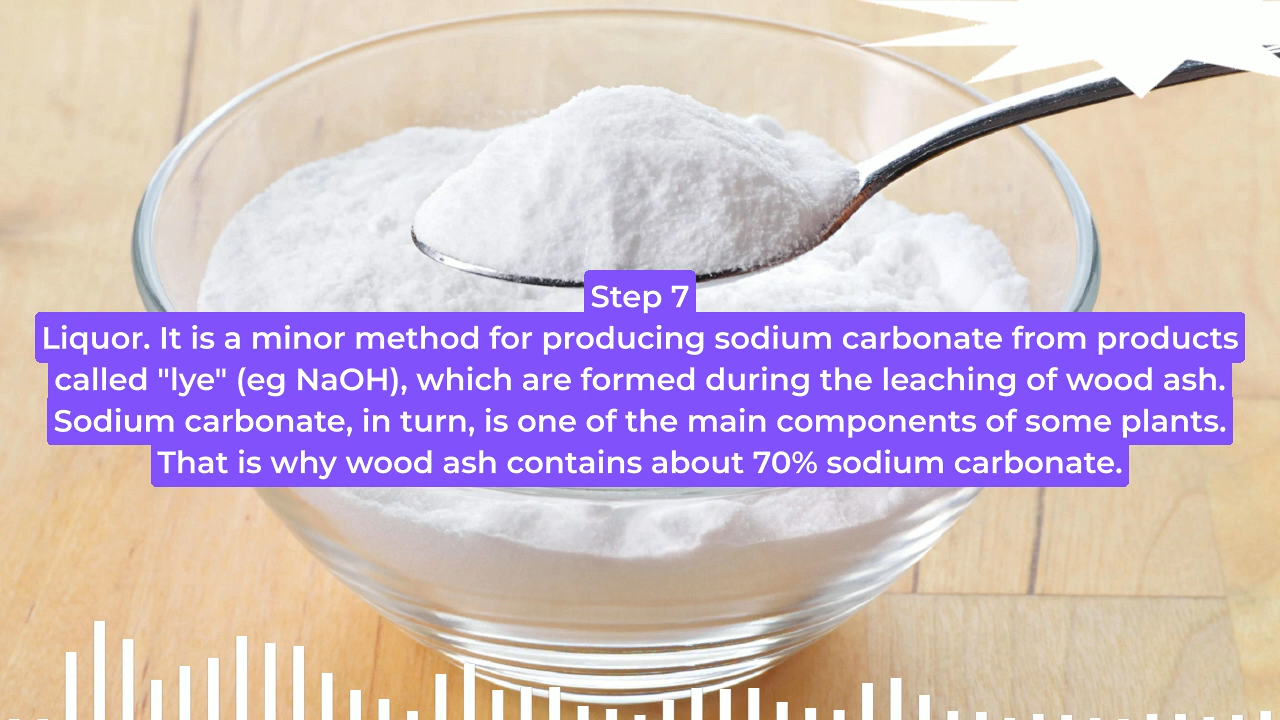 Step 7
Liquor. It is a minor method for producing sodium carbonate from products
called "lye" (eg NaOH), which are formed during the leaching of wood ash.
Sodium carbonate, in turn, is one of the main components of some plants.
That is why wood ash contains about 70% sodium carbonate.